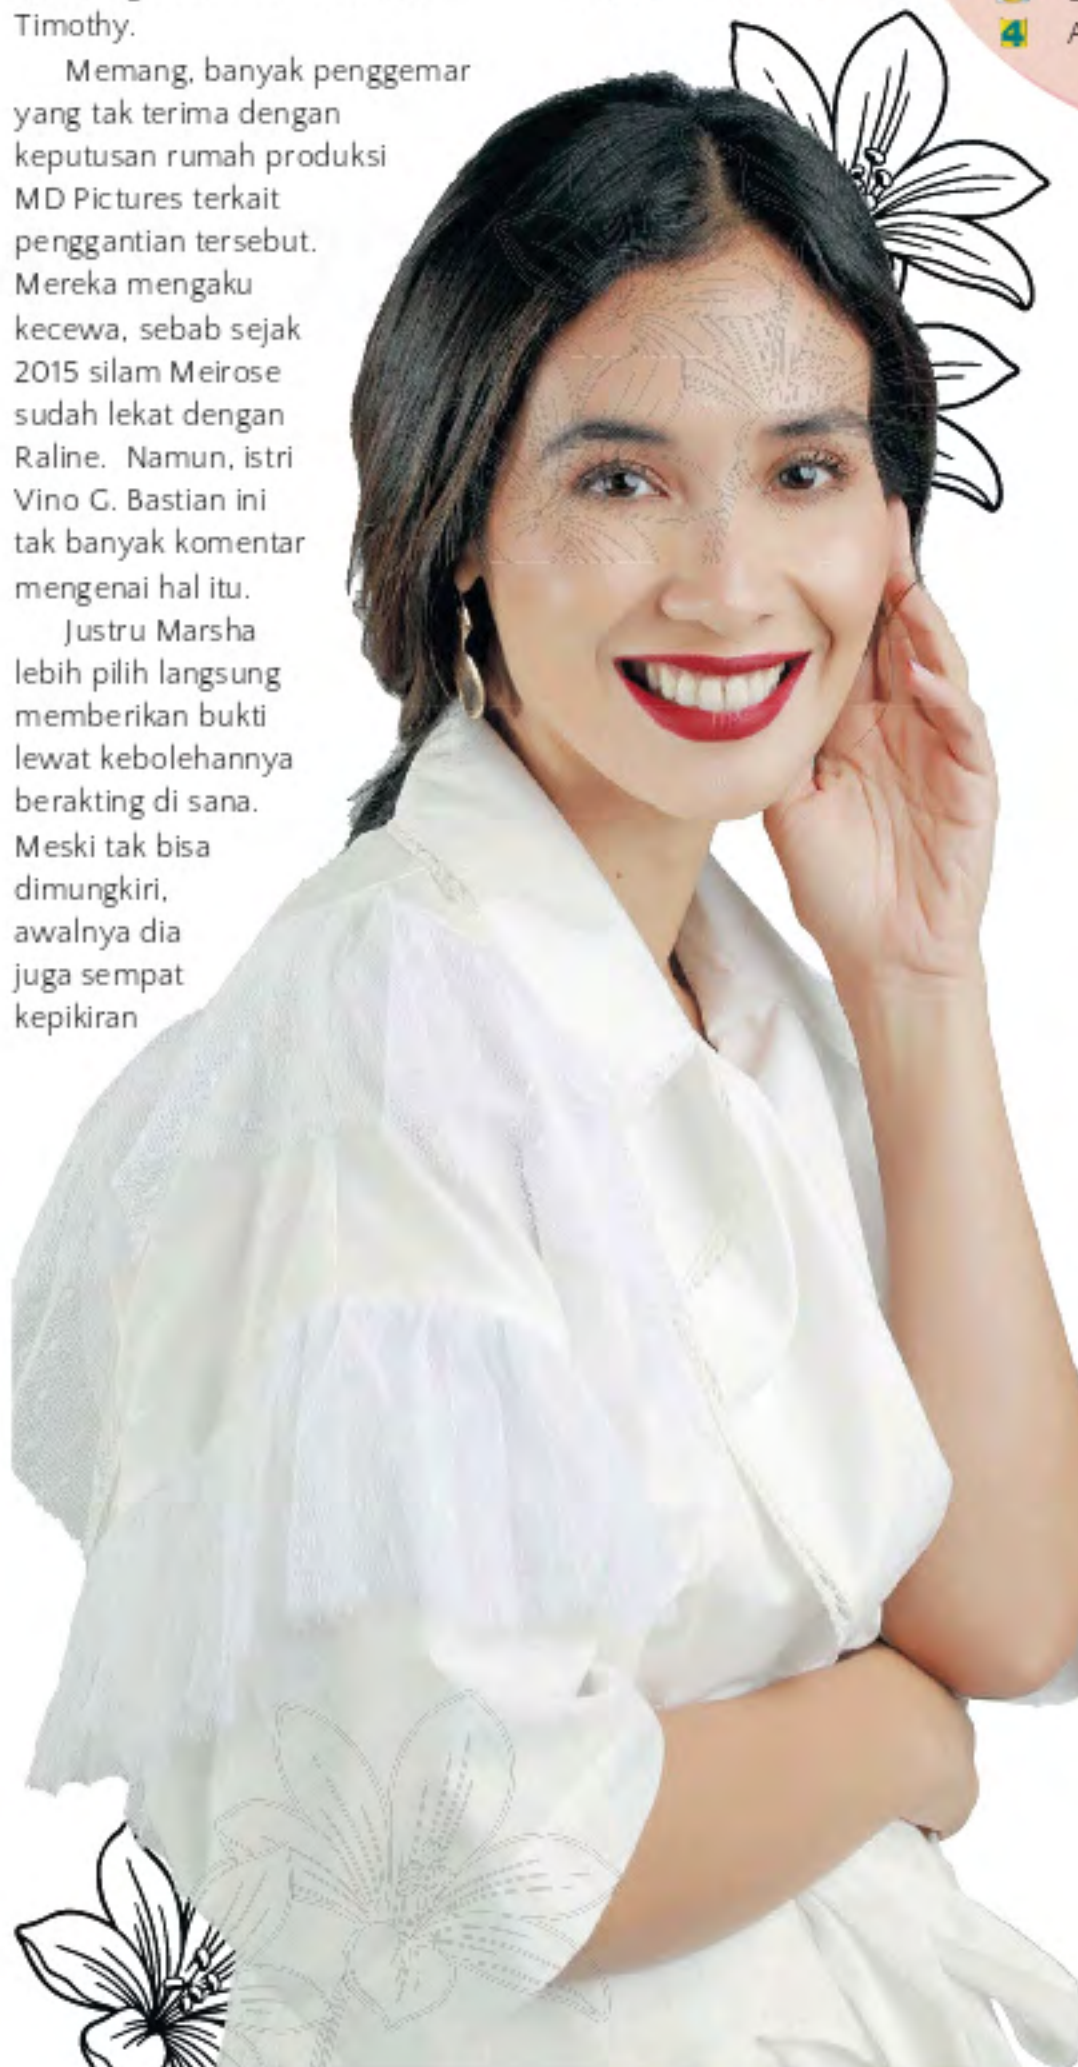 Timothy.
Memang, banyak penggemar
yang tak terima dengan
keputusan rumah produksi
MD Pictures terkait
penggantian tersebut.
Mereka mengaku
kecewa, sebab sejak
2015 silam Meirose
sudah lekat dengan
Raline. Namun, istri
Vino G. Bastian ini
tak banyak komentar
mengenai hal itu.
Justru Marsha
lebih pilih langsung
memberikan bukti
lewat kebolehannya
berakting di sana.
Meski tak bisa
dimungkiri,
awalnya dia
juga sempat
kepikiran
4